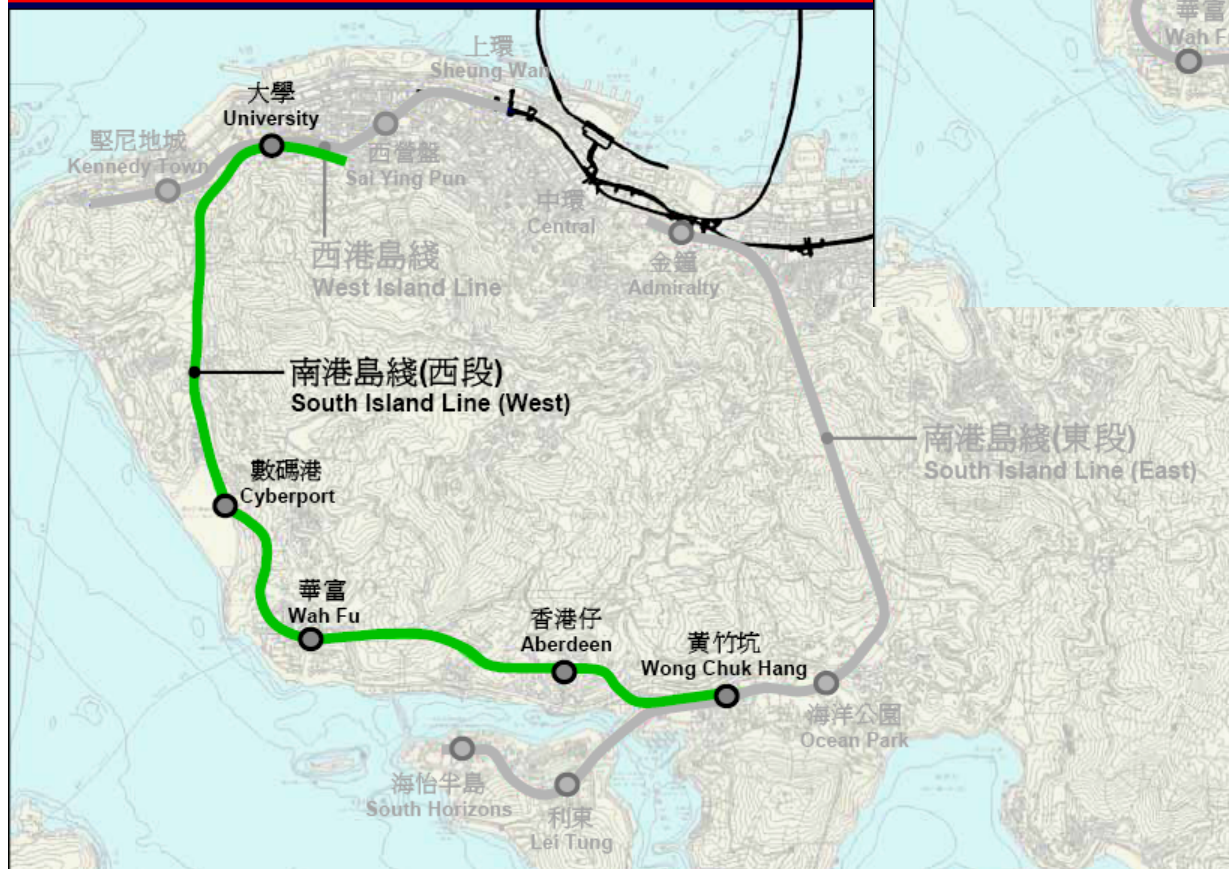 上環
Sheung Wan
大學
University
堅尼地城
Kennedy Town
西營盤
Sai Ying Pun
中環
Central
金鐘
Admiralty
西港島綫
West Island Line
南港島綫(西段)
South Island Line (West)
南港島綫(東段)
South Island Line (East)
數碼港
Cyberport
華富
Wah Fu
香港仔
Aberdeen
黃竹坑
Wong Chuk Hang
海洋公園
Ocean Park
海怡半島
South Horizons
利東
Lei Tung
華富
Wah F